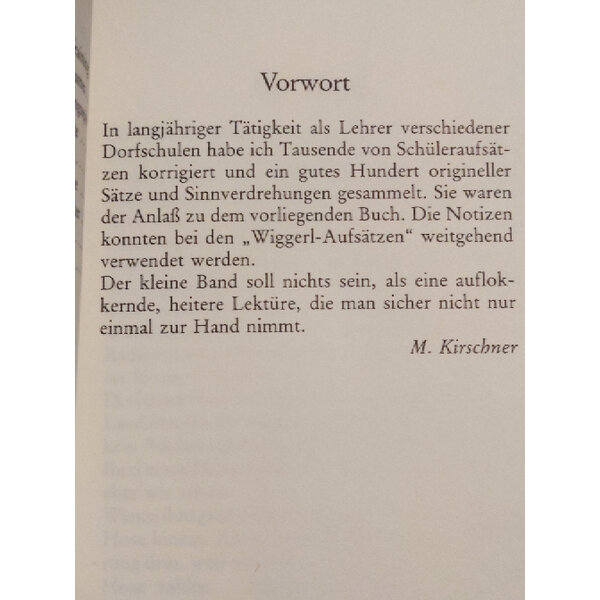 Vorwort
In langjähriger Tätigkeit als Lehrer verschiedener
Dorfschulen habe ich Tausende von Schüleraufsät-
zen korrigiert und ein gutes Hundert origineller
Sätze und Sinnverdrehungen gesammelt. Sie waren
der Anlaß zu dem vorliegenden Buch. Die Notizen
konnten bei den „Wiggerl-Aufsätzen“ weitgehend
verwendet werden.
Der kleine Band soll nichts sein, als eine auflok-
kernde, heitere Lektüre, die man sicher nicht nur
einmal zur Hand nimmt.
M. Kirschner